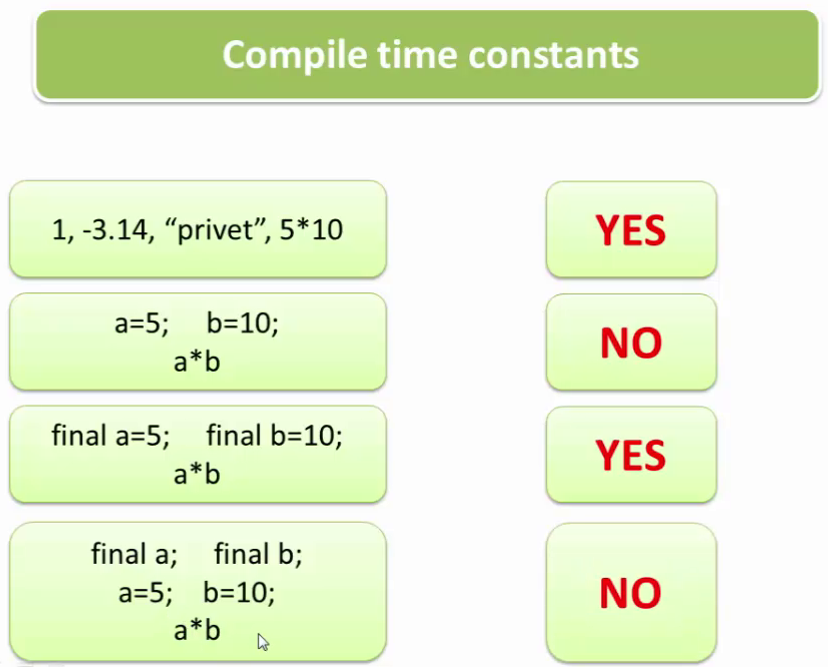 Compile time constants
1, -3.14, “privet”, 5*10
YES
a=5; b=10;
a*b
NO
final a=5; final b=10;
a*b
YES
final a; final b;
a=5; b=10;
a*b
NO